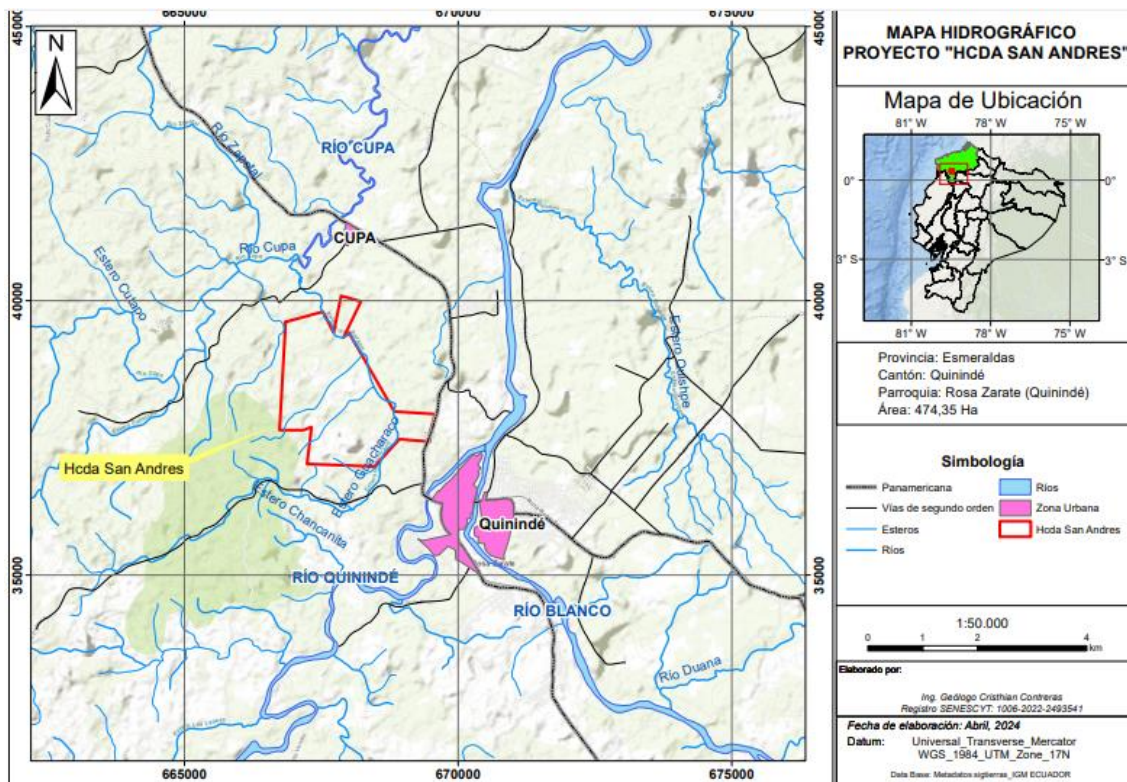 665000
670000
675000
45000
45000
N
MAPA HIDROGRÁFICO
PROYECTO "HCDA SAN ANDRES"
Mapa de Ubicación
81° W
78° W
75° W
0°
0°
3° S
3° S
81° W
78° W
75° W
Río Zapotal
RÍO CUPA
CUPA
Río Cupa
Estero Cutapo
40000
40000
Estero Quishpe
Hcda San Andres
Estero Guacharaco
Estero Chancanita
Quinindé
35000
35000
RÍO QUININDÉ
RÍO BLANCO
Río Duana
665000
670000
675000
Provincia: Esmeraldas
Cantón: Quinindé
Parroquia: Rosa Zarate (Quinindé)
Área: 474,35 Ha
Simbología
Panamericana
Vías de segundo orden
Esteros
Ríos
Ríos
Zona Urbana
Hcda San Andres
1:50.000
0 1 2 4
km
Elaborado por:
Ing. Geólogo Cristhian Contreras
Registro SENESCYT: 1006-2022-2493541
Fecha de elaboración: Abril, 2024
Datum: Universal_Transverse_Mercator
WGS_1984_UTM_Zone_17N
Data Base: Metadatos sigtierras_IGM ECUADOR